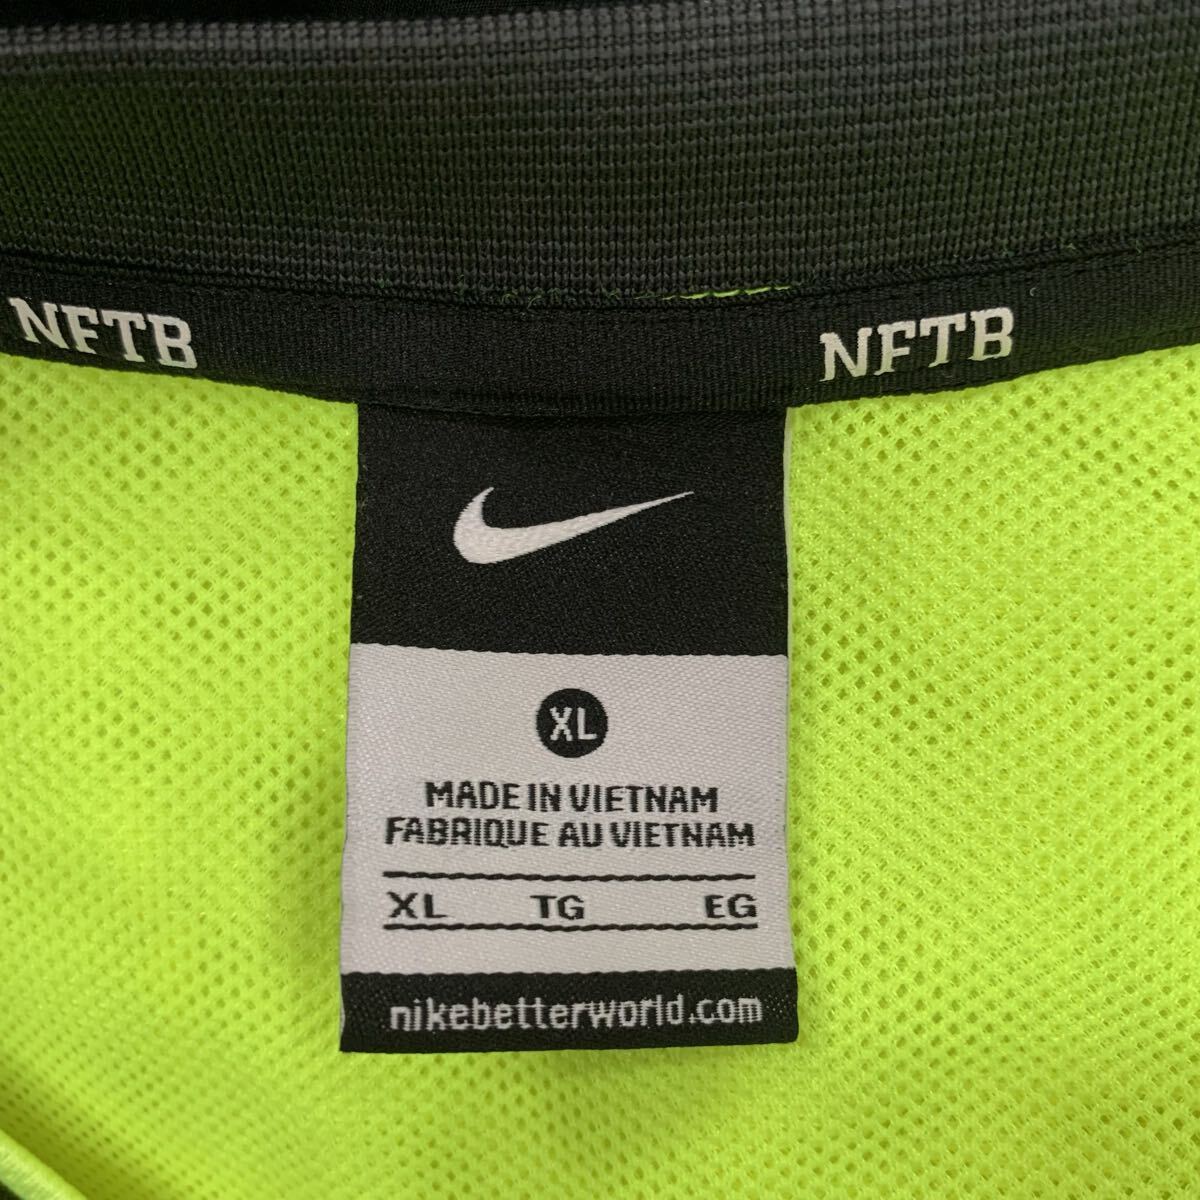 NFTB NFTB
XL
MADE IN VIETNAM
FABRIQUE AU VIETNAM
XL TG EG
nikebetterworld.com